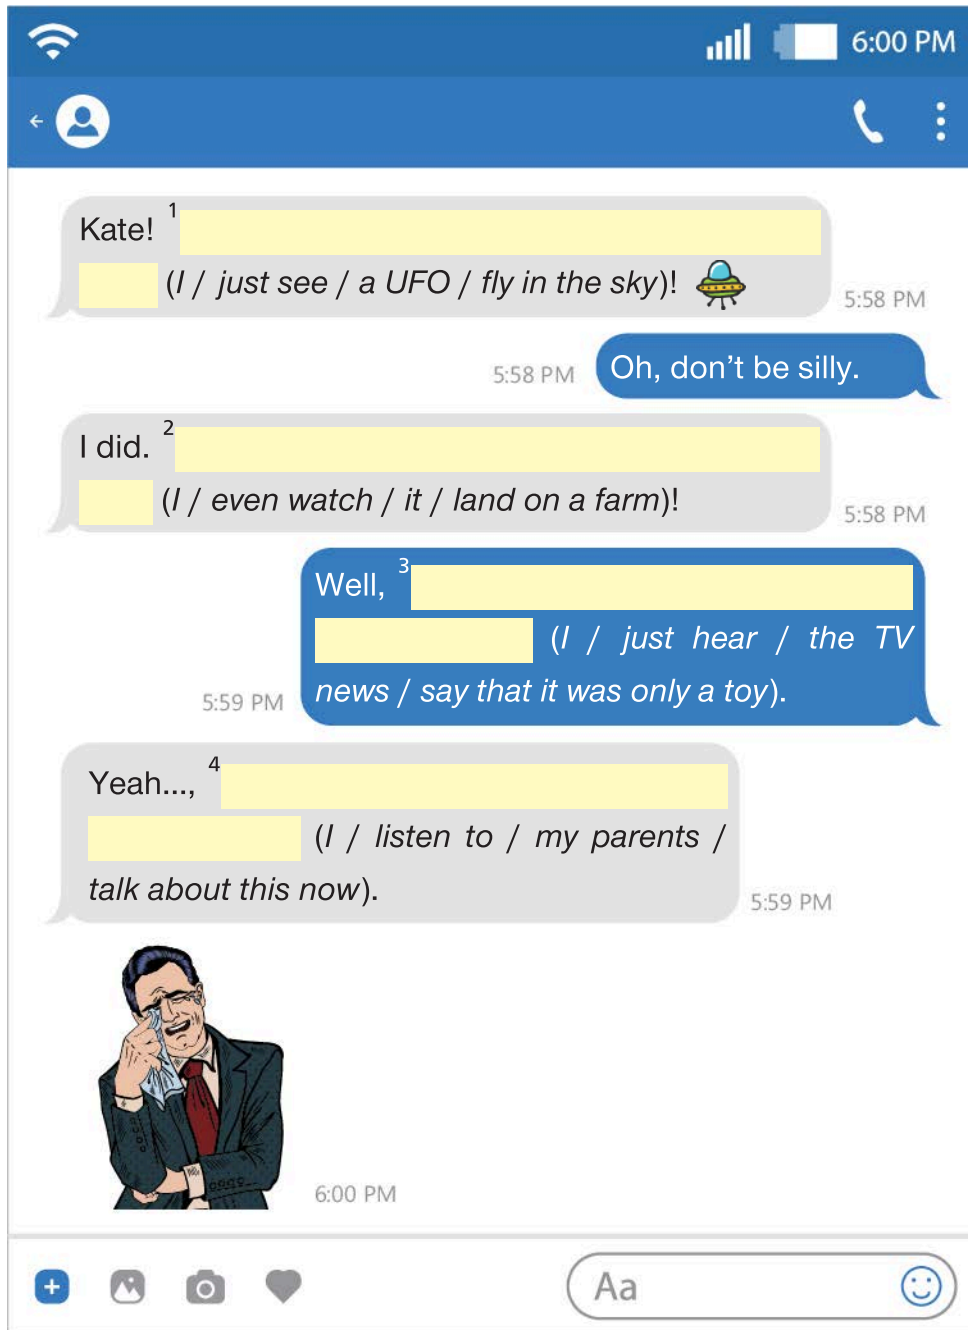 6:00 PM
Kate! 1
(I / just see / a UFO / fly in the sky)!
5:58 PM
5:58 PM
Oh, don't be silly.
I did. 2
(I / even watch / it / land on a farm)!
5:58 PM
Well, 3
(I / just hear / the TV
news / say that it was only a toy).
5:59 PM
Yeah..., 4
(I / listen to / my parents /
talk about this now).
5:59 PM
6:00 PM
Aa